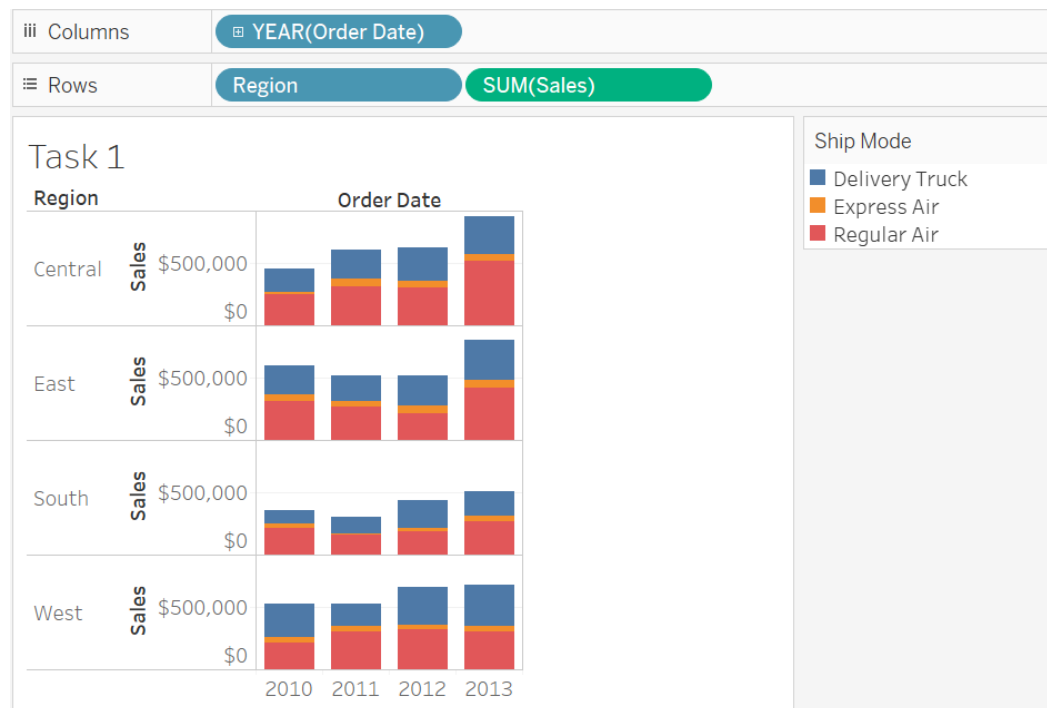 Columns YEAR(Order Date)
Rows Region SUM(Sales)
Task 1
Region Order Date
Central Sales $500,000
$0
East Sales $500,000
$0
South Sales $500,000
$0
West Sales $500,000
$0
2010 2011 2012 2013
Ship Mode
Delivery Truck
Express Air
Regular Air